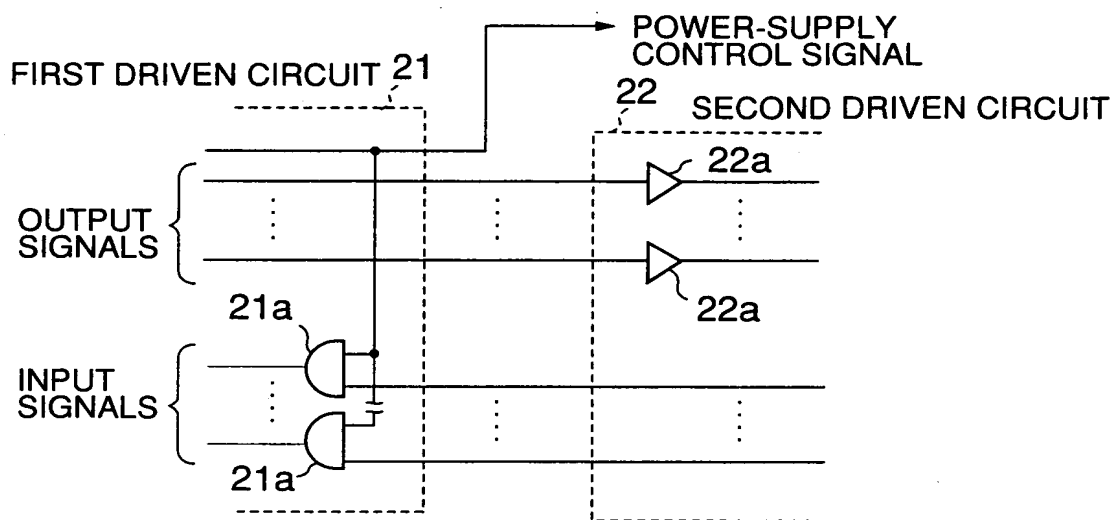 POWER-SUPPLY
CONTROL SIGNAL
FIRST DRIVEN CIRCUIT 21
22 SECOND DRIVEN CIRCUIT
22a
OUTPUT
SIGNALS
22a
21a
INPUT
SIGNALS
21a